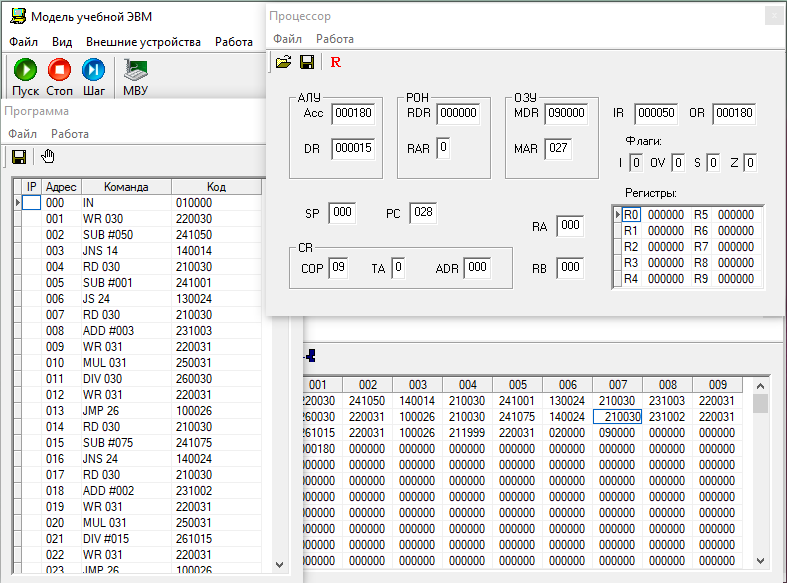 Модель учебной ЭВМ
Файл Вид Внешние устройства Работа
Пуск Стоп Шаг МВУ
Процессор
Файл Работа
R
АЛУ
Acc 000180
DR 000015
РОН
RDR 000000
RAR 0
ОЗУ
MDR 090000
MAR 027
IR 000050 OR 000180
Флаги:
I 0 OV 0 S 0 Z 0
SP 000 PC 028
RA 000
RB 000
CR
COP 09 TA 0 ADR 000
Регистры:
R0 000000 R5 000000
R1 000000 R6 000000
R2 000000 R7 000000
R3 000000 R8 000000
R4 000000 R9 000000
Программа
Файл Работа
IP Адрес Команда Код
000 IN 010000
001 WR 030 220030
002 SUB #050 241050
003 JNS 14 140014
004 RD 030 210030
005 SUB #001 241001
006 JS 24 130024
007 RD 030 210030
008 ADD #003 231003
009 WR 031 220031
010 MUL 031 250031
011 DIV 030 260030
012 WR 031 220031
013 JMP 26 100026
014 RD 030 210030
015 SUB #075 241075
016 JNS 24 140024
017 RD 030 210030
018 ADD #002 231002
019 WR 031 220031
020 MUL 031 250031
021 DIV #015 261015
022 WR 031 220031
023 JMP 26 100026
001 002 003 004 005 006 007 008 009
220030 241050 140014 210030 241001 130024 210030 231003 220031
260030 220031 100026 210030 241075 140024 210030 231002 220031
261015 220031 100026 211999 220031 020000 090000 000000 000000
000180 000000 000000 000000 000000 000000 000000 000000 000000
000000 000000 000000 000000 000000 000000 000000 000000 000000
000000 000000 000000 000000 000000 000000 000000 000000 000000
000000 000000 000000 000000 000000 000000 000000 000000 000000
000000 000000 000000 000000 000000 000000 000000 000000 000000
000000 000000 000000 000000 000000 000000 000000 000000 000000
000000 000000 000000 000000 000000 000000 000000 000000 000000
000000 000000 000000 000000 000000 000000 000000 000000 000000